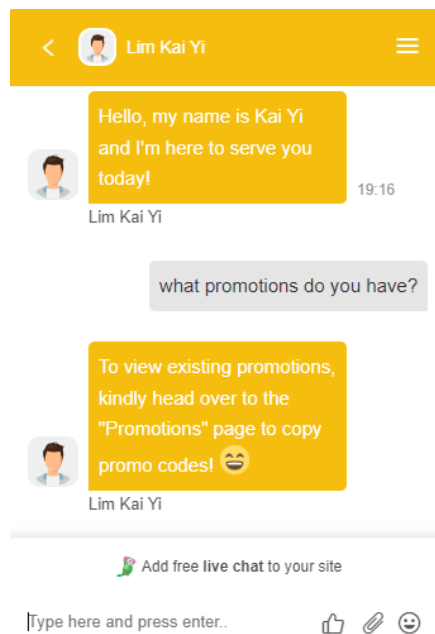 Lim Kai Yi
Hello, my name is Kai Yi
and I'm here to serve you
today!
19:16
Lim Kai Yi
what promotions do you have?
To view existing promotions,
kindly head over to the
"Promotions" page to copy
promo codes! 😄
Lim Kai Yi
Add free live chat to your site
Type here and press enter..